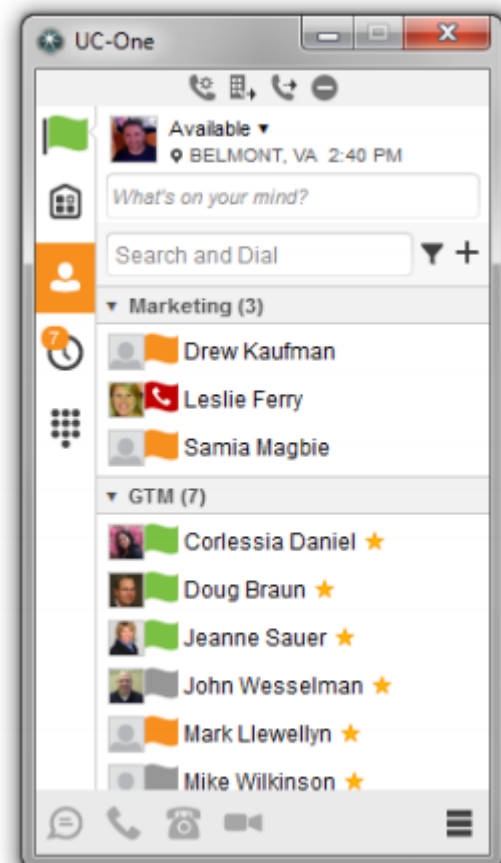 UC-One
Available
BELMONT, VA 2:40 PM
What's on your mind?
Search and Dial
Marketing (3)
Drew Kaufman
7
Leslie Ferry
Samia Magbie
GTM (7)
Corlessia Daniel
Doug Braun
Jeanne Sauer
John Wesselman
Mark Llewellyn
Mike Wilkinson